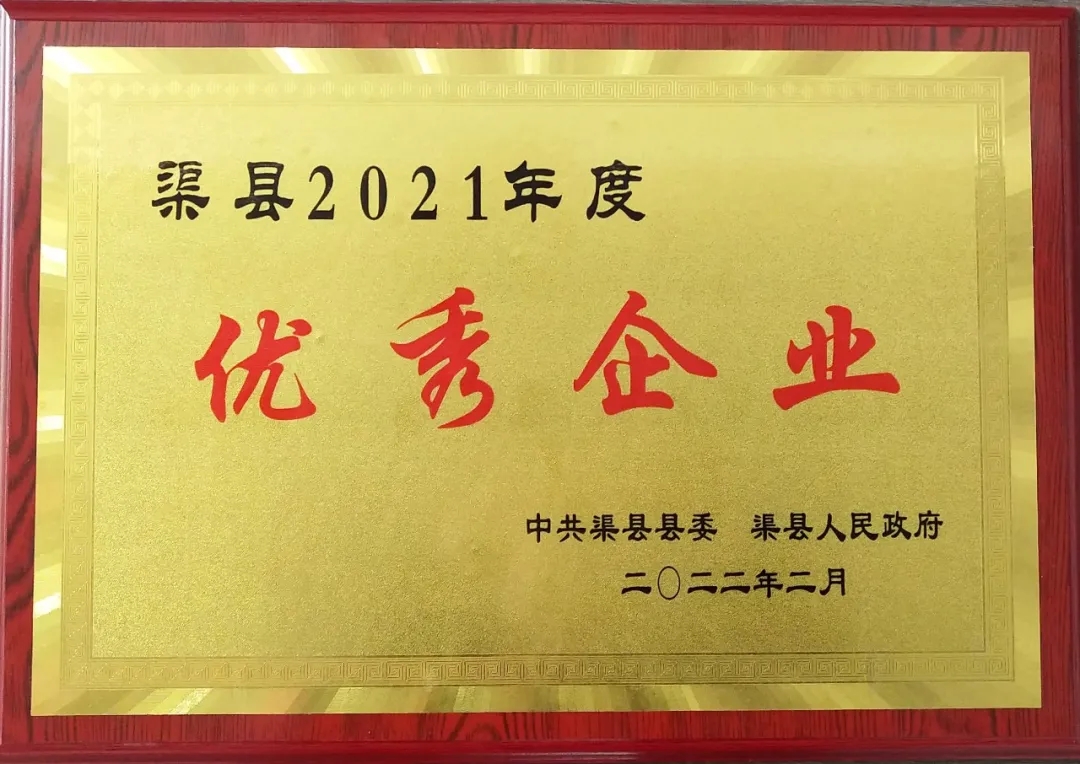 渠县2021年度
优秀企业
中共渠县县委 渠县人民政府
二〇二二年二月